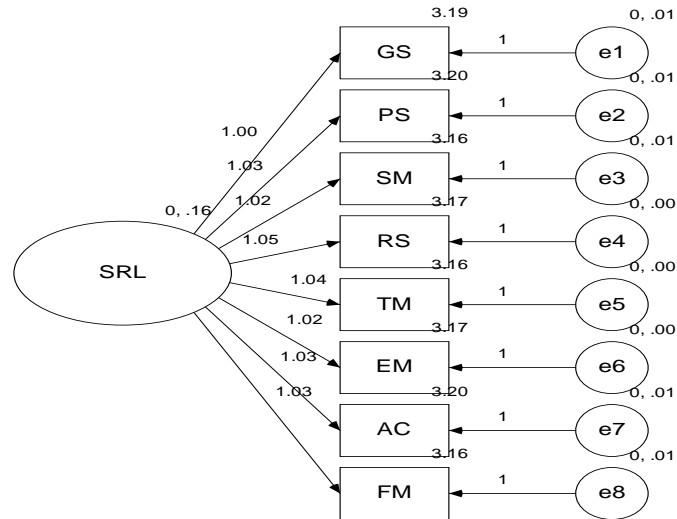 3.19
0, .01
GS
1
e1
3.20
0, .01
PS
1
e2
1.00
3.16
0, .01
1.03
SM
1
e3
1.02
3.17
0, .00
0, .16
RS
1
e4
1.05
3.16
0, .00
SRL
1.04
TM
1
e5
3.17
0, .00
1.02
EM
1
e6
1.03
3.20
0, .01
1.03
AC
1
e7
3.16
0, .01
FM
1
e8